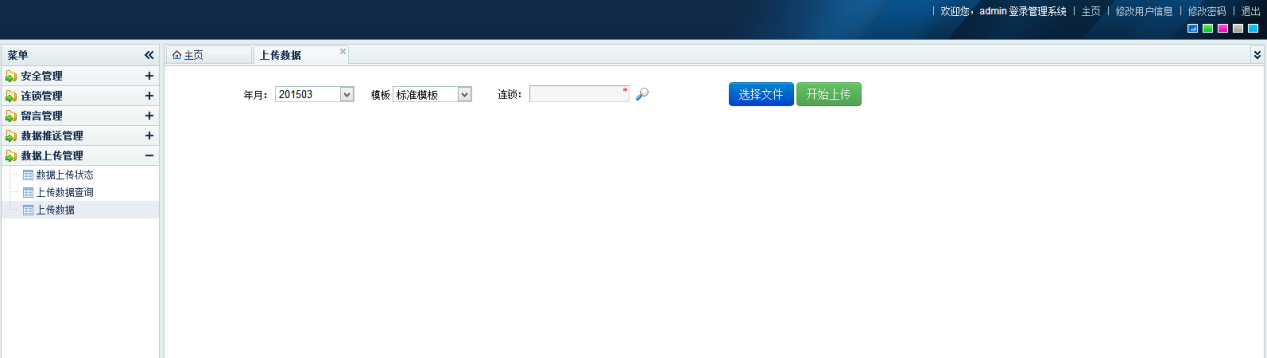 欢迎您，admin 登录管理系统 | 主页 | 修改用户信息 | 修改密码 | 退出
菜单
主页
上传数据
安全管理
连锁管理
留言管理
数据推送管理
数据上传管理
数据上传状态
上传数据查询
上传数据
年月： 201503 模板 标准模板 连锁： * 选择文件 开始上传